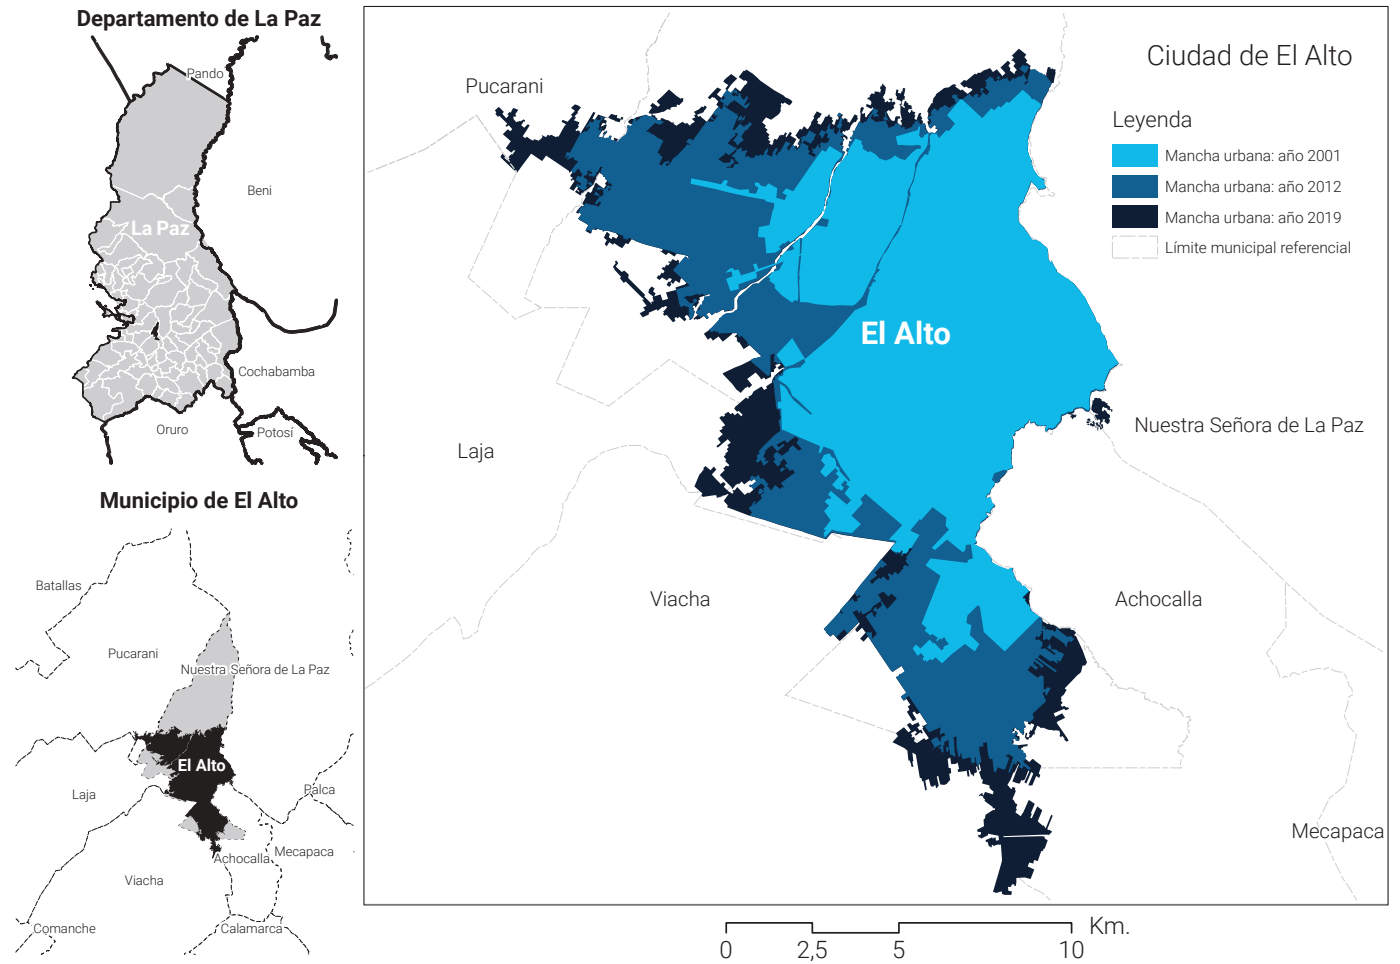 Departamento de La Paz
Pando
Beni
La Paz
Cochabamba
Oruro
Potosí
Municipio de El Alto
Batallas
Pucarani
Nuestra Señora de La Paz
El Alto
Laja
Palca
Mecapaca
Achocalla
Viacha
Comanche
Calamarca
Ciudad de El Alto
Leyenda
Mancha urbana: año 2001
Mancha urbana: año 2012
Mancha urbana: año 2019
Límite municipal referencial
Pucarani
El Alto
Nuestra Señora de La Paz
Laja
Viacha
Achocalla
Mecapaca
Km.
0 2,5 5 10